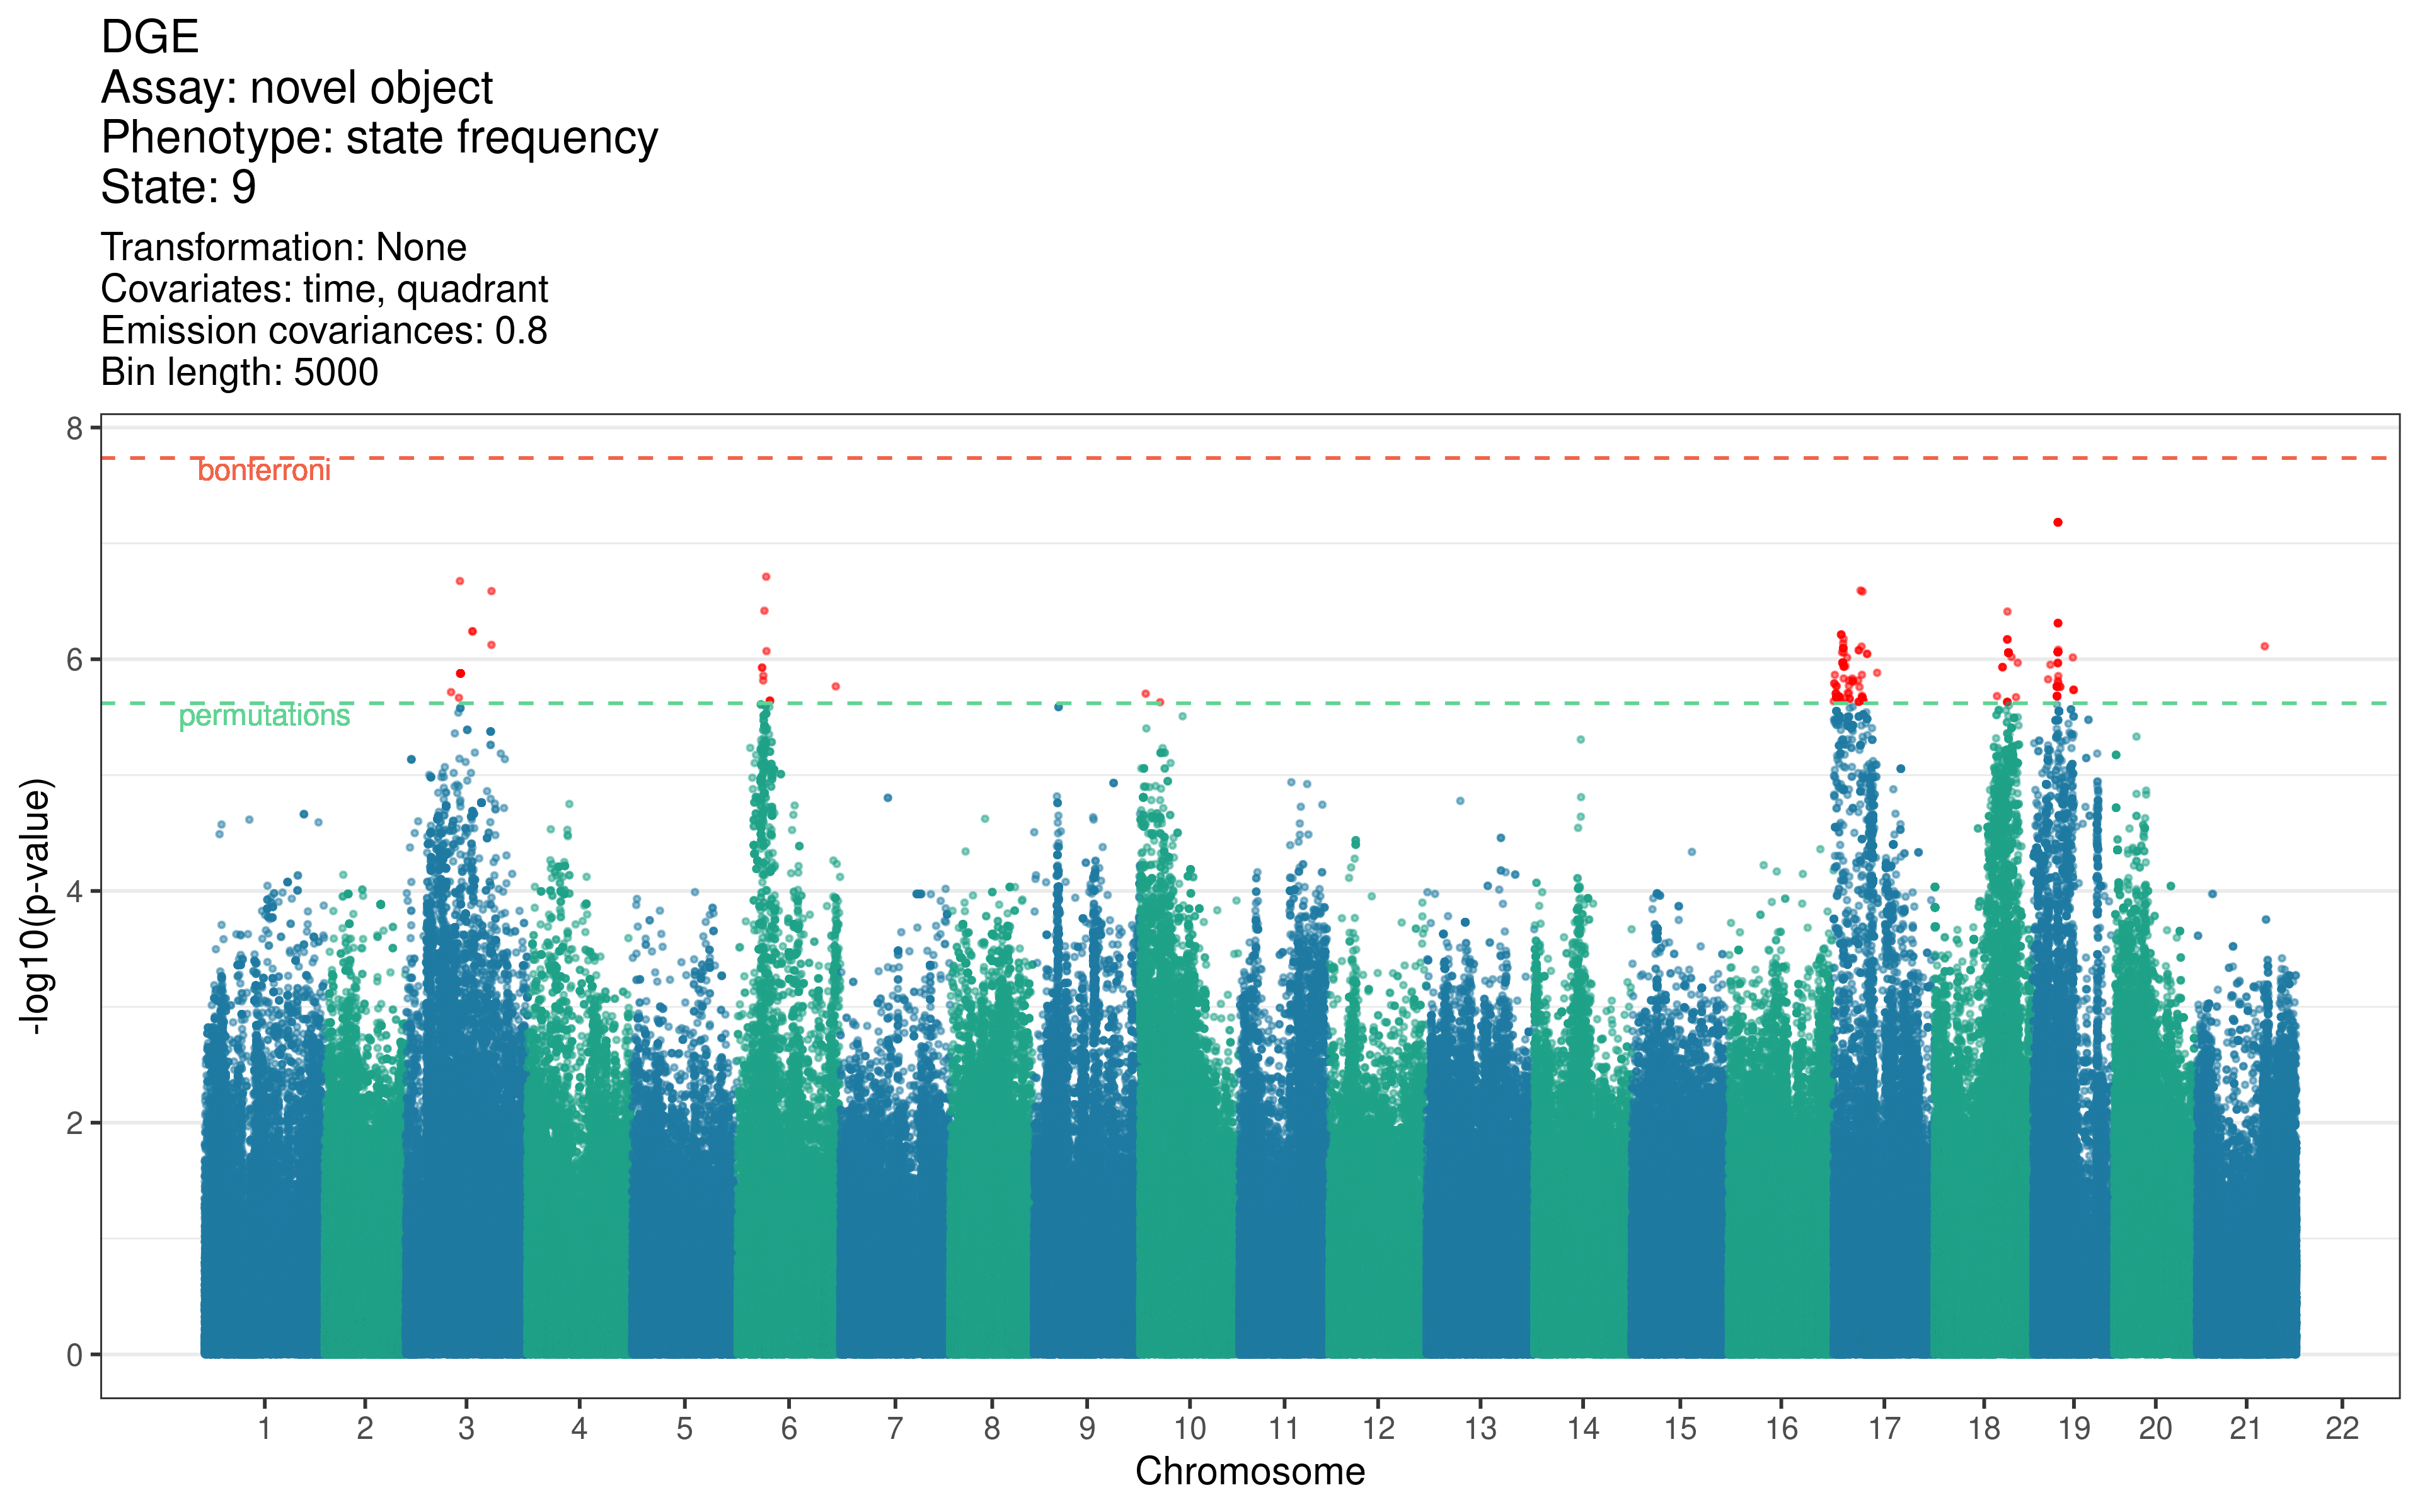 DGE
Assay: novel object
Phenotype: state frequency
State: 9
Transformation: None
Covariates: time, quadrant
Emission covariances: 0.8
Bin length: 5000
8
bonferroni
6
permutations
4
2
0
-log10(p-value)
1 2 3 4 5 6 7 8 9 10 11 12 13 14 15 16 17 18 19 20 21 22
Chromosome